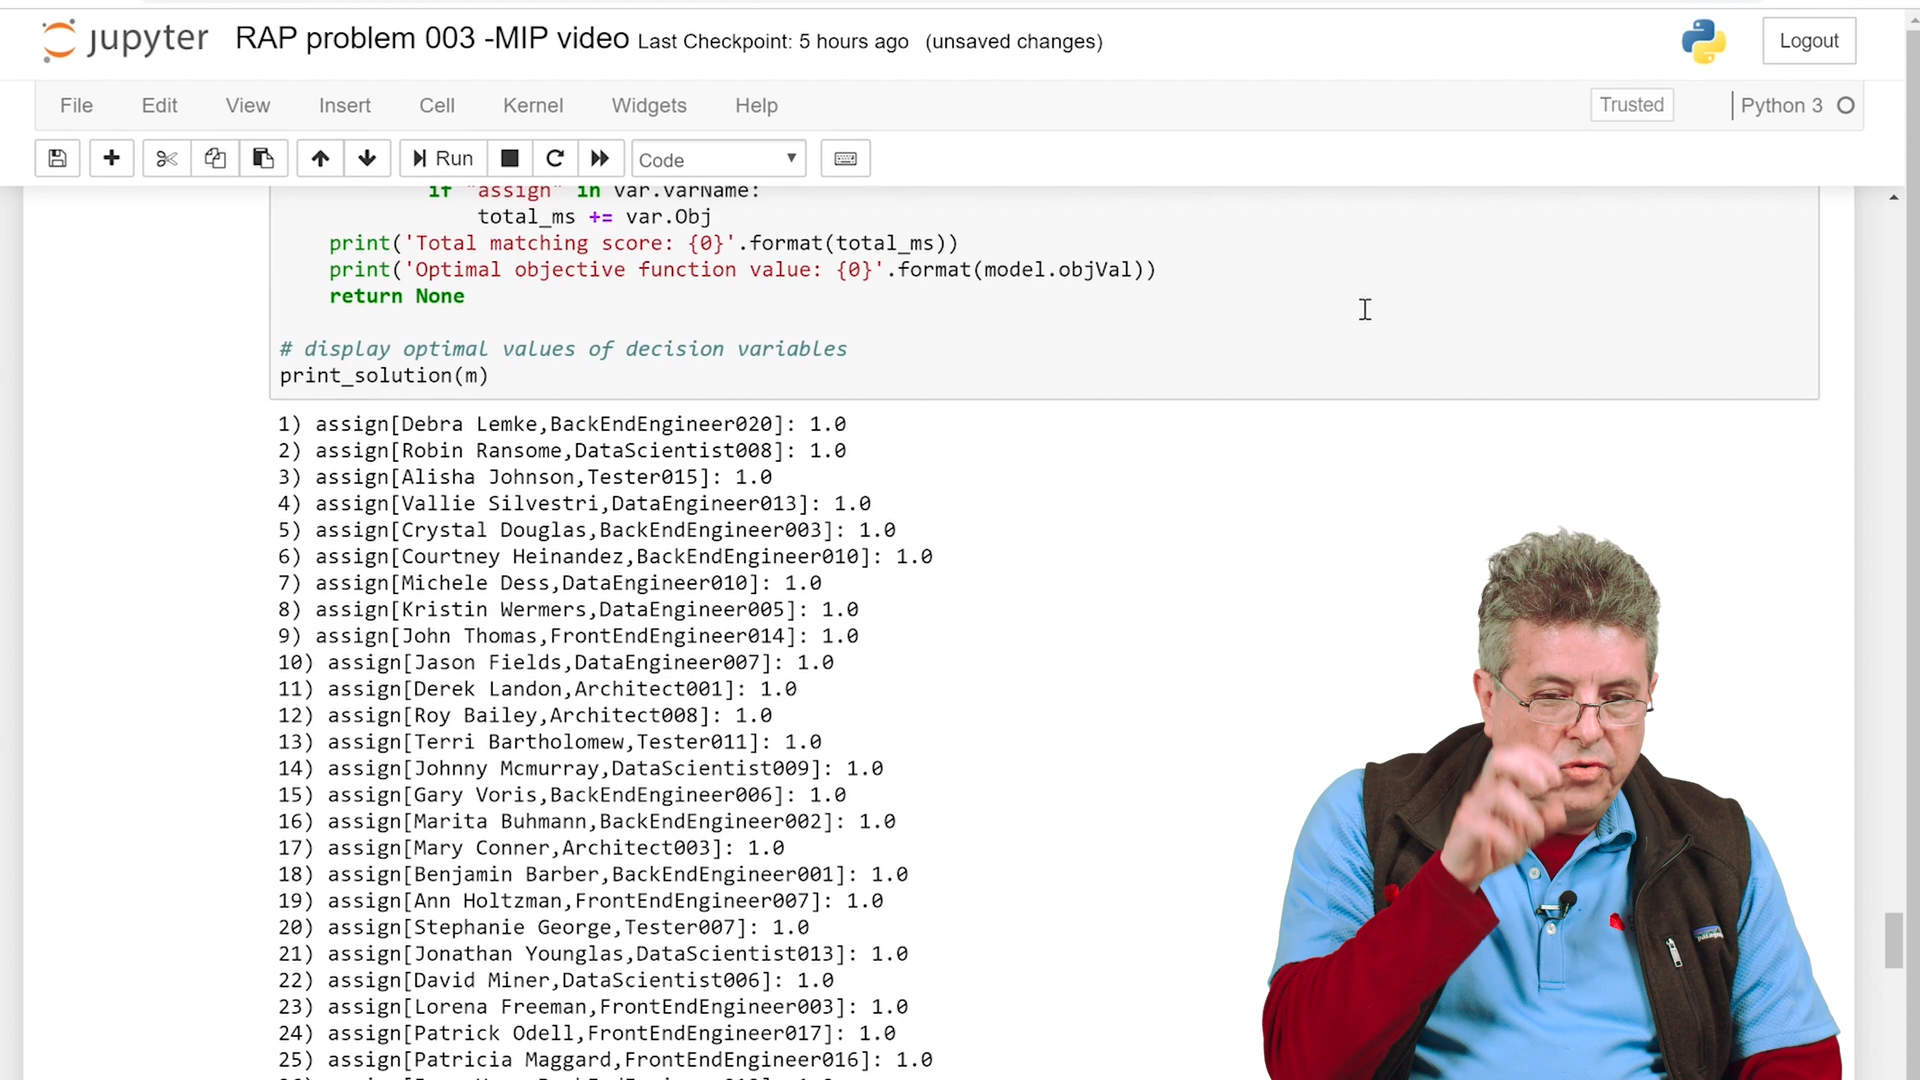 jupyter RAP problem 003 -MIP video Last Checkpoint: 5 hours ago (unsaved changes)
Logout
File Edit View Insert Cell Kernel Widgets Help
Trusted
Python 3
Run
Code
if "assign" in var.varName:
total_ms += var.Obj
print('Total matching score: {0}'.format(total_ms))
print('Optimal objective function value: {0}'.format(model.objVal))
return None
# display optimal values of decision variables
print_solution(m)
1) assign[Debra Lemke,BackEndEngineer020]: 1.0
2) assign[Robin Ransome,DataScientist008]: 1.0
3) assign[Alisha Johnson,Tester015]: 1.0
4) assign[Vallie Silvestri,DataEngineer013]: 1.0
5) assign[Crystal Douglas,BackEndEngineer003]: 1.0
6) assign[Courtney Heinandez,BackEndEngineer010]: 1.0
7) assign[Michele Dess,DataEngineer010]: 1.0
8) assign[Kristin Wermers,DataEngineer005]: 1.0
9) assign[John Thomas,FrontEndEngineer014]: 1.0
10) assign[Jason Fields,DataEngineer007]: 1.0
11) assign[Derek Landon,Architect001]: 1.0
12) assign[Roy Bailey,Architect008]: 1.0
13) assign[Terri Bartholomew,Tester011]: 1.0
14) assign[Johnny Mcmurray,DataScientist009]: 1.0
15) assign[Gary Voris,BackEndEngineer006]: 1.0
16) assign[Marita Buhmann,BackEndEngineer002]: 1.0
17) assign[Mary Conner,Architect003]: 1.0
18) assign[Benjamin Barber,BackEndEngineer001]: 1.0
19) assign[Ann Holtzman,FrontEndEngineer007]: 1.0
20) assign[Stephanie George,Tester007]: 1.0
21) assign[Jonathan Younglas,DataScientist013]: 1.0
22) assign[David Miner,DataScientist006]: 1.0
23) assign[Lorena Freeman,FrontEndEngineer003]: 1.0
24) assign[Patrick Odell,FrontEndEngineer017]: 1.0
25) assign[Patricia Maggard,FrontEndEngineer016]: 1.0
patagonia